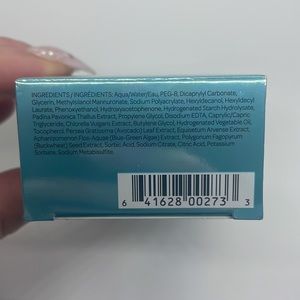 INGREDIENTS / INGRÉDIENTS: Aqua/Water/Eau, PEG-8, Dicaprylyl Carbonate,
Glycerin, Methylsilanol Mannuronate, Sodium Polyacrylate, Hexyldecanol, Hexyldecyl
Laurate, Phenoxyethanol, Hydroxyacetophenone, Hydrogenated Starch Hydrolysate,
Padina Pavonica Thallus Extract, Propylene Glycol, Disodium EDTA, Caprylic/Capric
Triglyceride, Chlorella Vulgaris Extract, Butylene Glycol, Hydrogenated Vegetable Oil,
Tocopherol, Persea Gratissima (Avocado) Leaf Extract, Equisetum Arvense Extract,
Aphanizomenon Flos-Aquae (Blue-Green Algae) Extract, Polygonum Fagopyrum
(Buckwheat) Seed Extract, Sorbic Acid, Sodium Citrate, Citric Acid, Potassium
Sorbate, Sodium Metabisulfite.
6 41628 00273 3